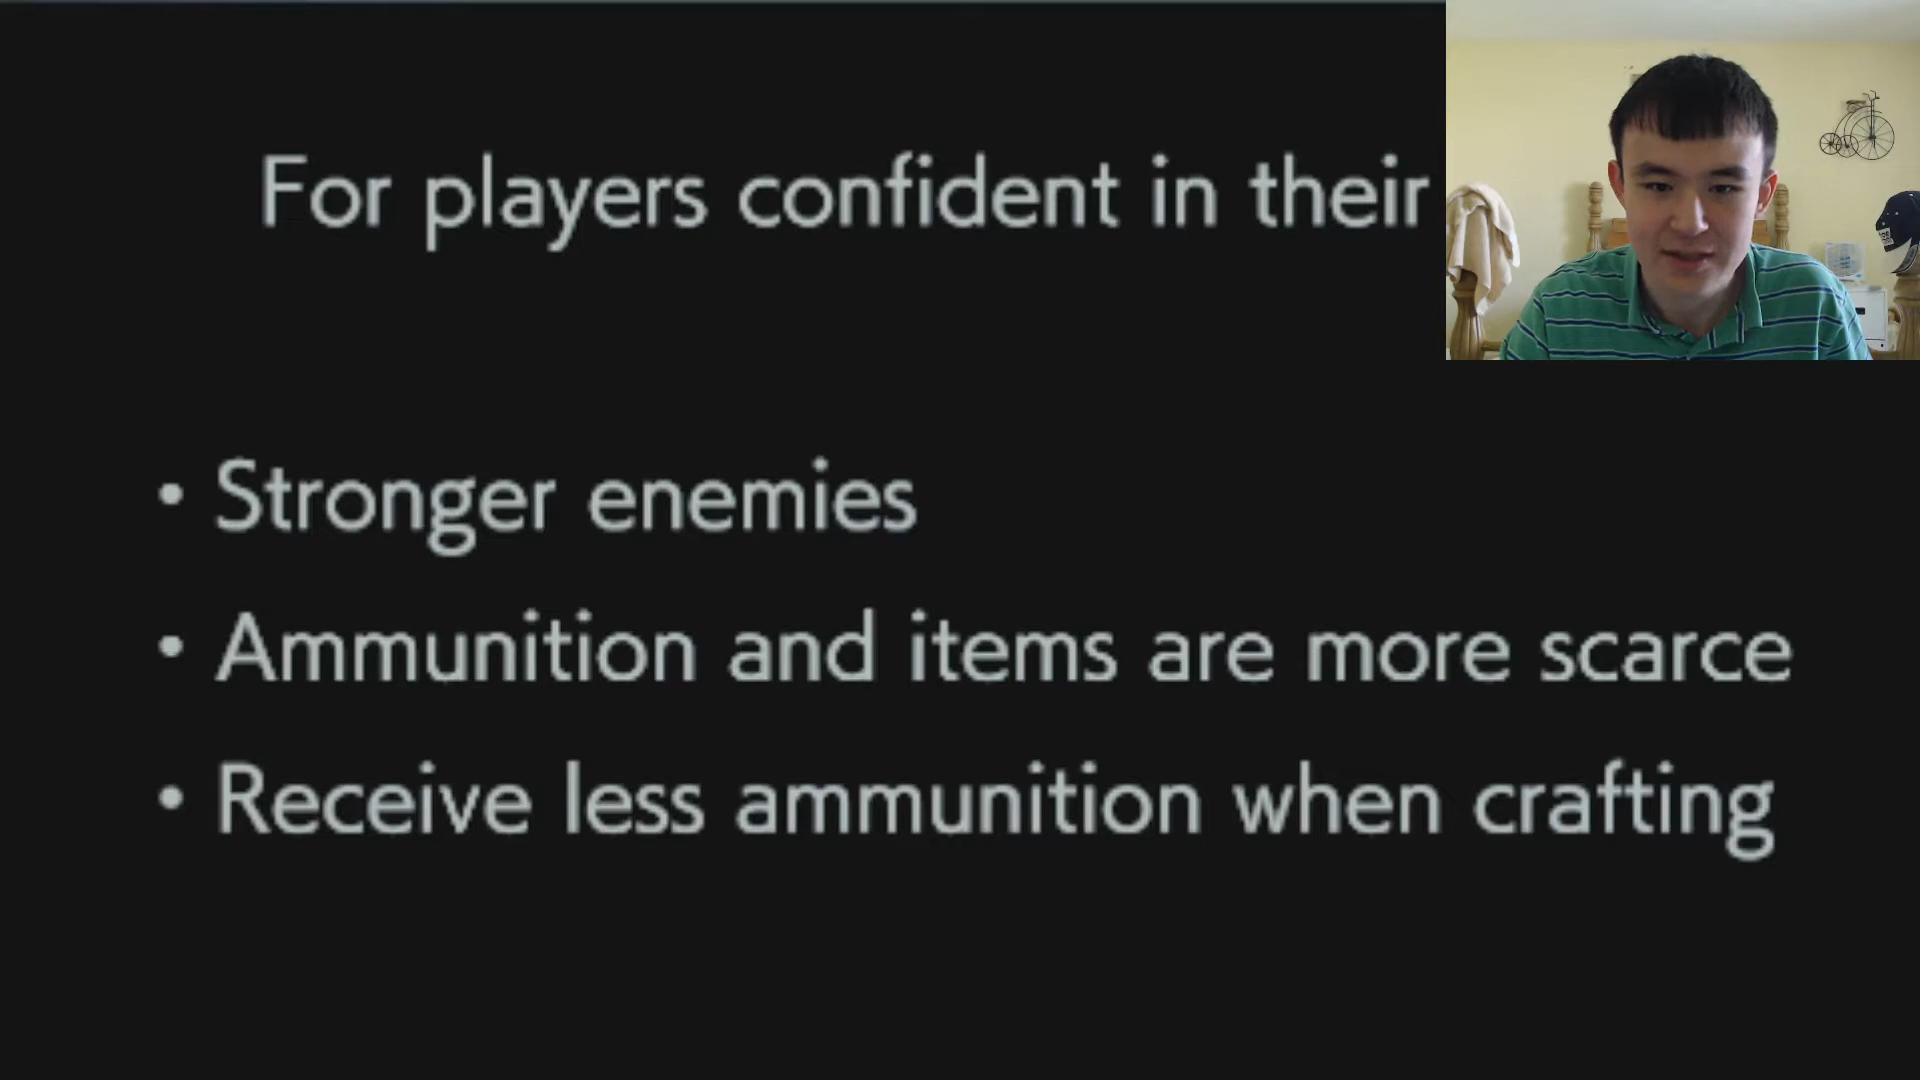 For players confident in their
• Stronger enemies
• Ammunition and items are more scarce
• Receive less ammunition when crafting